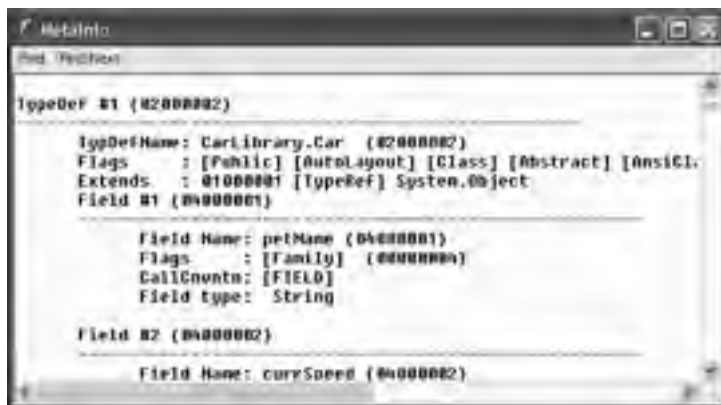 MetaInfo
Find FindNext
TypeDef #1 (02000002)
TypDefName: CarLibrary.Car (02000002)
Flags : [Public] [AutoLayout] [Class] [Abstract] [AnsiCl.
Extends : 01000001 [TypeRef] System.Object
Field #1 (04000001)
Field Name: petName (04000001)
Flags : [Family] (00000004)
CallCnvntn: [FIELD]
Field type: String
Field #2 (04000002)
Field Name: currSpeed (04000002)